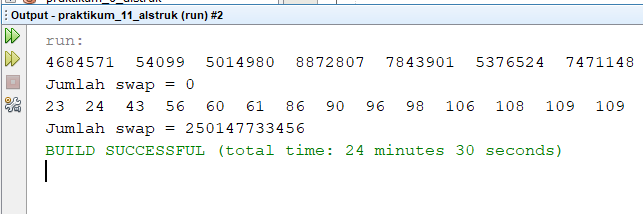 Output - praktikum_11_alstruk (run) #2
run:
4684571 54099 5014980 8872807 7843901 5376524 7471148
Jumlah swap = 0
23 24 43 56 60 61 86 90 96 98 106 108 109 109
Jumlah swap = 250147733456
BUILD SUCCESSFUL (total time: 24 minutes 30 seconds)